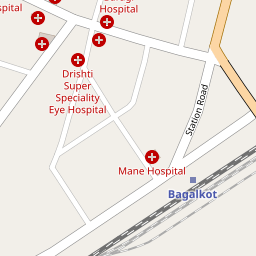 Hospital
Drishti
Super
Speciality
Eye Hospital
Station Road
Mane Hospital
Bagalkot